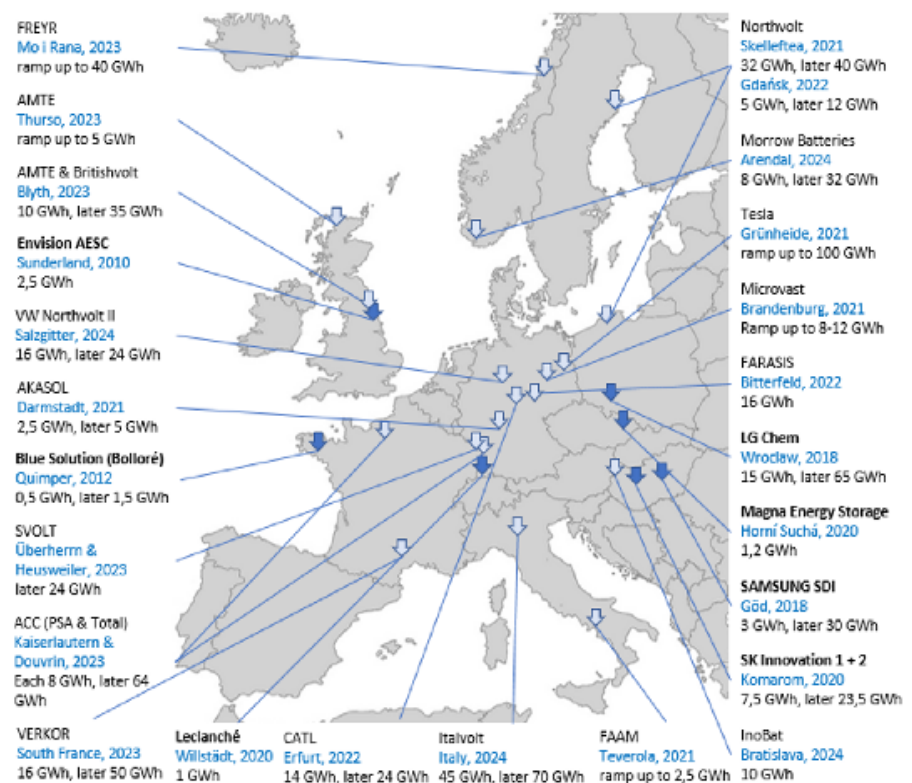 FREYR
Mo i Rana, 2023
ramp up to 40 GWh
AMTE
Thurso, 2023
ramp up to 5 GWh
AMTE & Britishvolt
Blyth, 2023
10 GWh, later 35 GWh
Envision AESC
Sunderland, 2010
2,5 GWh
VW Northvolt II
Salzgitter, 2024
16 GWh, later 24 GWh
AKASOL
Darmstadt, 2021
2,5 GWh, later 5 GWh
Blue Solution (Bolloré)
Quimper, 2012
0,5 GWh, later 1,5 GWh
SVOLT
Überherrn &
Heusweiler, 2023
later 24 GWh
ACC (PSA & Total)
Kaiserlautern &
Douvrin, 2023
Each 8 GWh, later 64
GWh
VERKOR
South France, 2023
16 GWh, later 50 GWh
Leclanché
Willstädt, 2020
1 GWh
CATL
Erfurt, 2022
14 GWh, later 24 GWh
Italvolt
Italy, 2024
45 GWh, later 70 GWh
FAAM
Teverola, 2021
ramp up to 2,5 GWh
Northvolt
Skelleftea, 2021
32 GWh, later 40 GWh
Gdańsk, 2022
5 GWh, later 12 GWh
Morrow Batteries
Arendal, 2024
8 GWh, later 32 GWh
Tesla
Grünheide, 2021
ramp up to 100 GWh
Microvast
Brandenburg, 2021
Ramp up to 8-12 GWh
FARASIS
Bitterfeld, 2022
16 GWh
LG Chem
Wroclaw, 2018
15 GWh, later 65 GWh
Magna Energy Storage
Horní Suchá, 2020
1,2 GWh
SAMSUNG SDI
Göd, 2018
3 GWh, later 30 GWh
SK Innovation 1 + 2
Komarom, 2020
7,5 GWh, later 23,5 GWh
InoBat
Bratislava, 2024
10 GWh